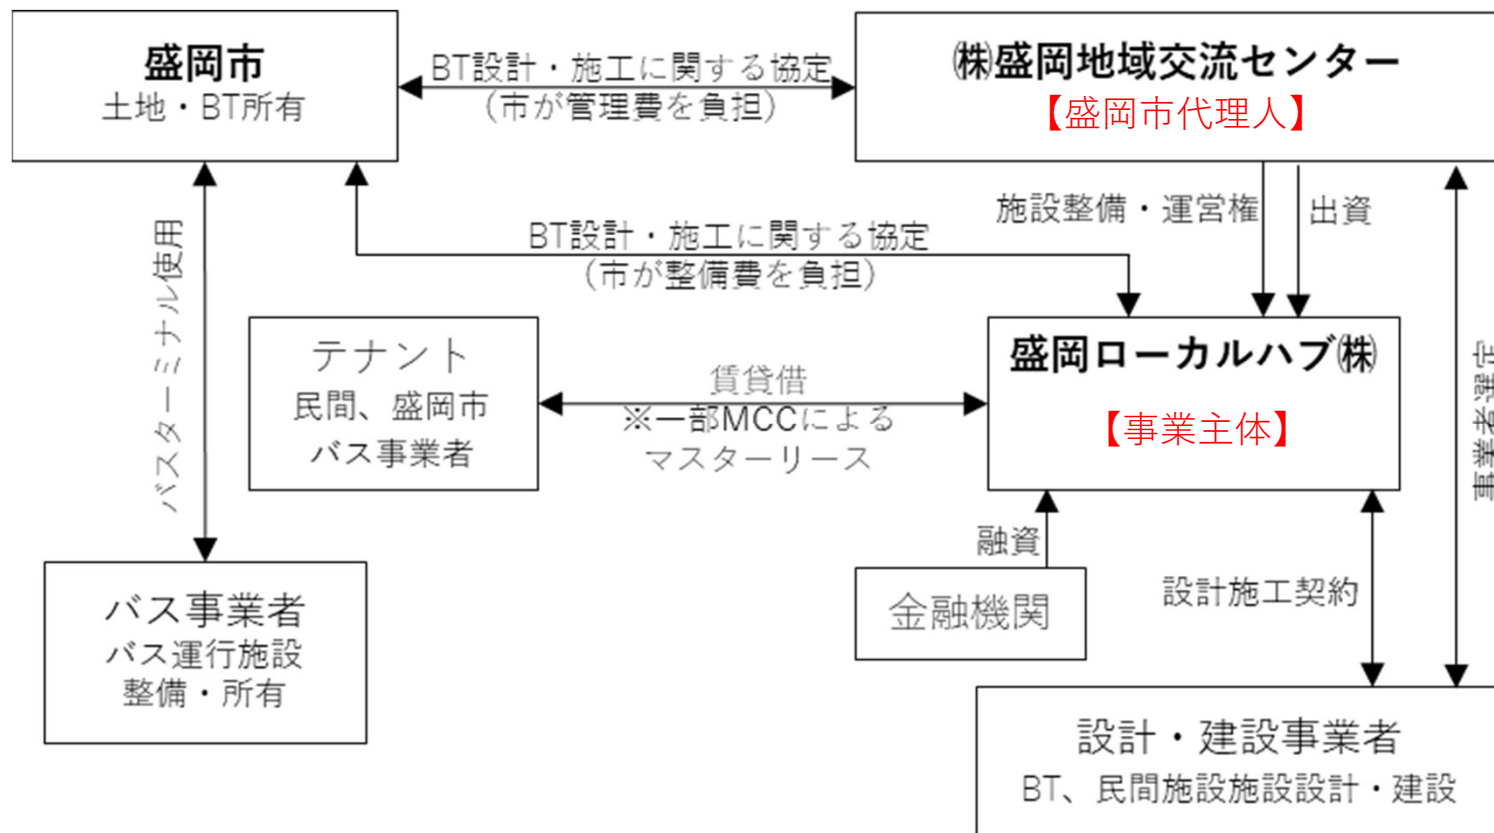 盛岡市
土地・BT所有
BT設計・施工に関する協定
(市が管理費を負担)
㈱盛岡地域交流センター
【盛岡市代理人】
施設整備・運営権
出資
BT設計・施工に関する協定
(市が整備費を負担)
バスターミナル使用
テナント
民間、盛岡市
バス事業者
賃貸借
※一部MCCによる
マスターリース
盛岡ローカルハブ㈱
【事業主体】
事業者選定
融資
金融機関
設計施工契約
バス事業者
バス運行施設
整備・所有
設計・建設事業者
BT、民間施設施設設計・建設